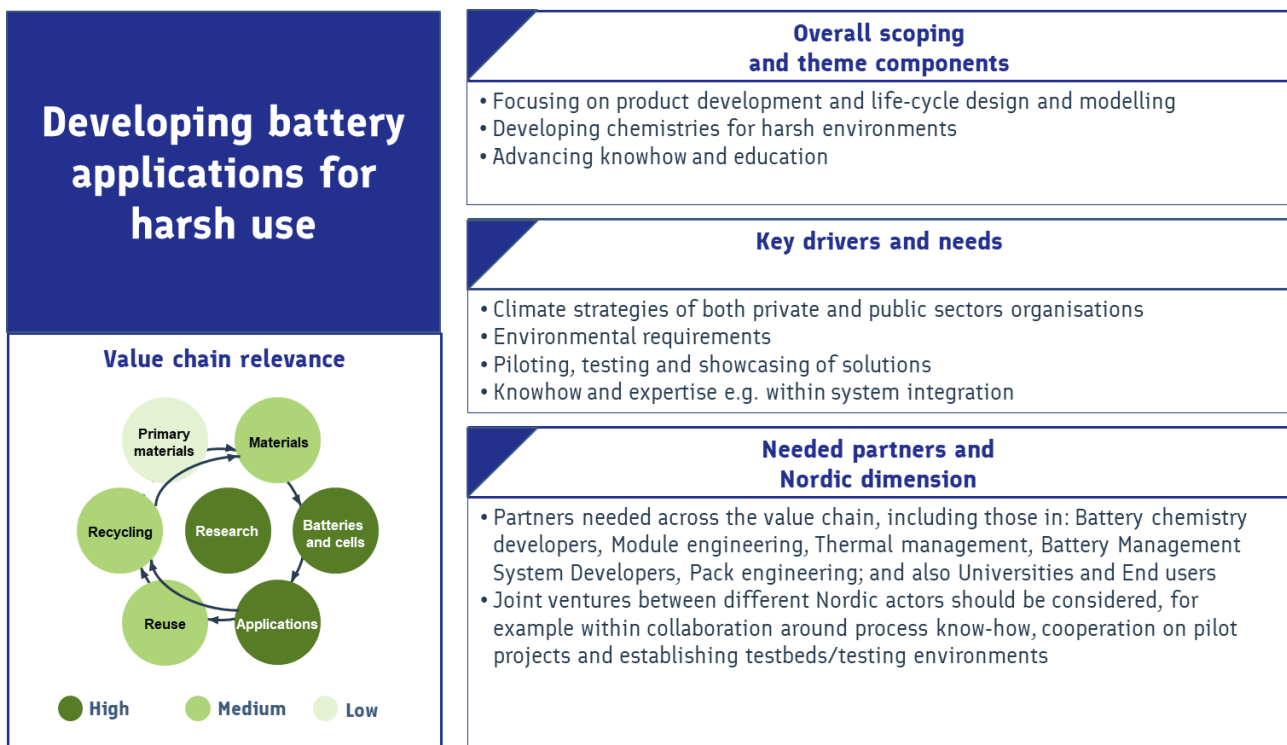 Developing battery
applications for
harsh use
Value chain relevance
Primary
materials
Materials
Recycling
Research
Batteries
and cells
Reuse
Applications
High
Medium
Low
Overall scoping
and theme components
• Focusing on product development and life-cycle design and modelling
• Developing chemistries for harsh environments
• Advancing knowhow and education
Key drivers and needs
• Climate strategies of both private and public sectors organisations
• Environmental requirements
• Piloting, testing and showcasing of solutions
• Knowhow and expertise e.g. within system integration
Needed partners and
Nordic dimension
• Partners needed across the value chain, including those in: Battery chemistry
developers, Module engineering, Thermal management, Battery Management
System Developers, Pack engineering; and also Universities and End users
• Joint ventures between different Nordic actors should be considered, for
example within collaboration around process know-how, cooperation on pilot
projects and establishing testbeds/testing environments